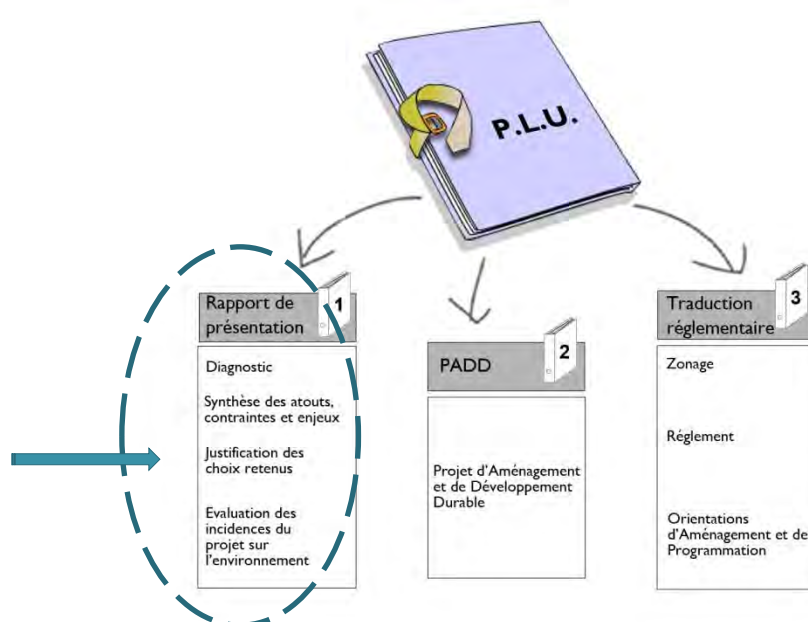 P.L.U.
Rapport de
présentation
1
Diagnostic
Synthèse des atouts,
contraintes et enjeux
Justification des
choix retenus
Evaluation des
incidences du
projet sur
l'environnement
PADD
2
Projet d'Aménagement
et de Développement
Durable
Traduction
réglementaire
3
Zonage
Réglement
Orientations
d'Aménagement et de
Programmation